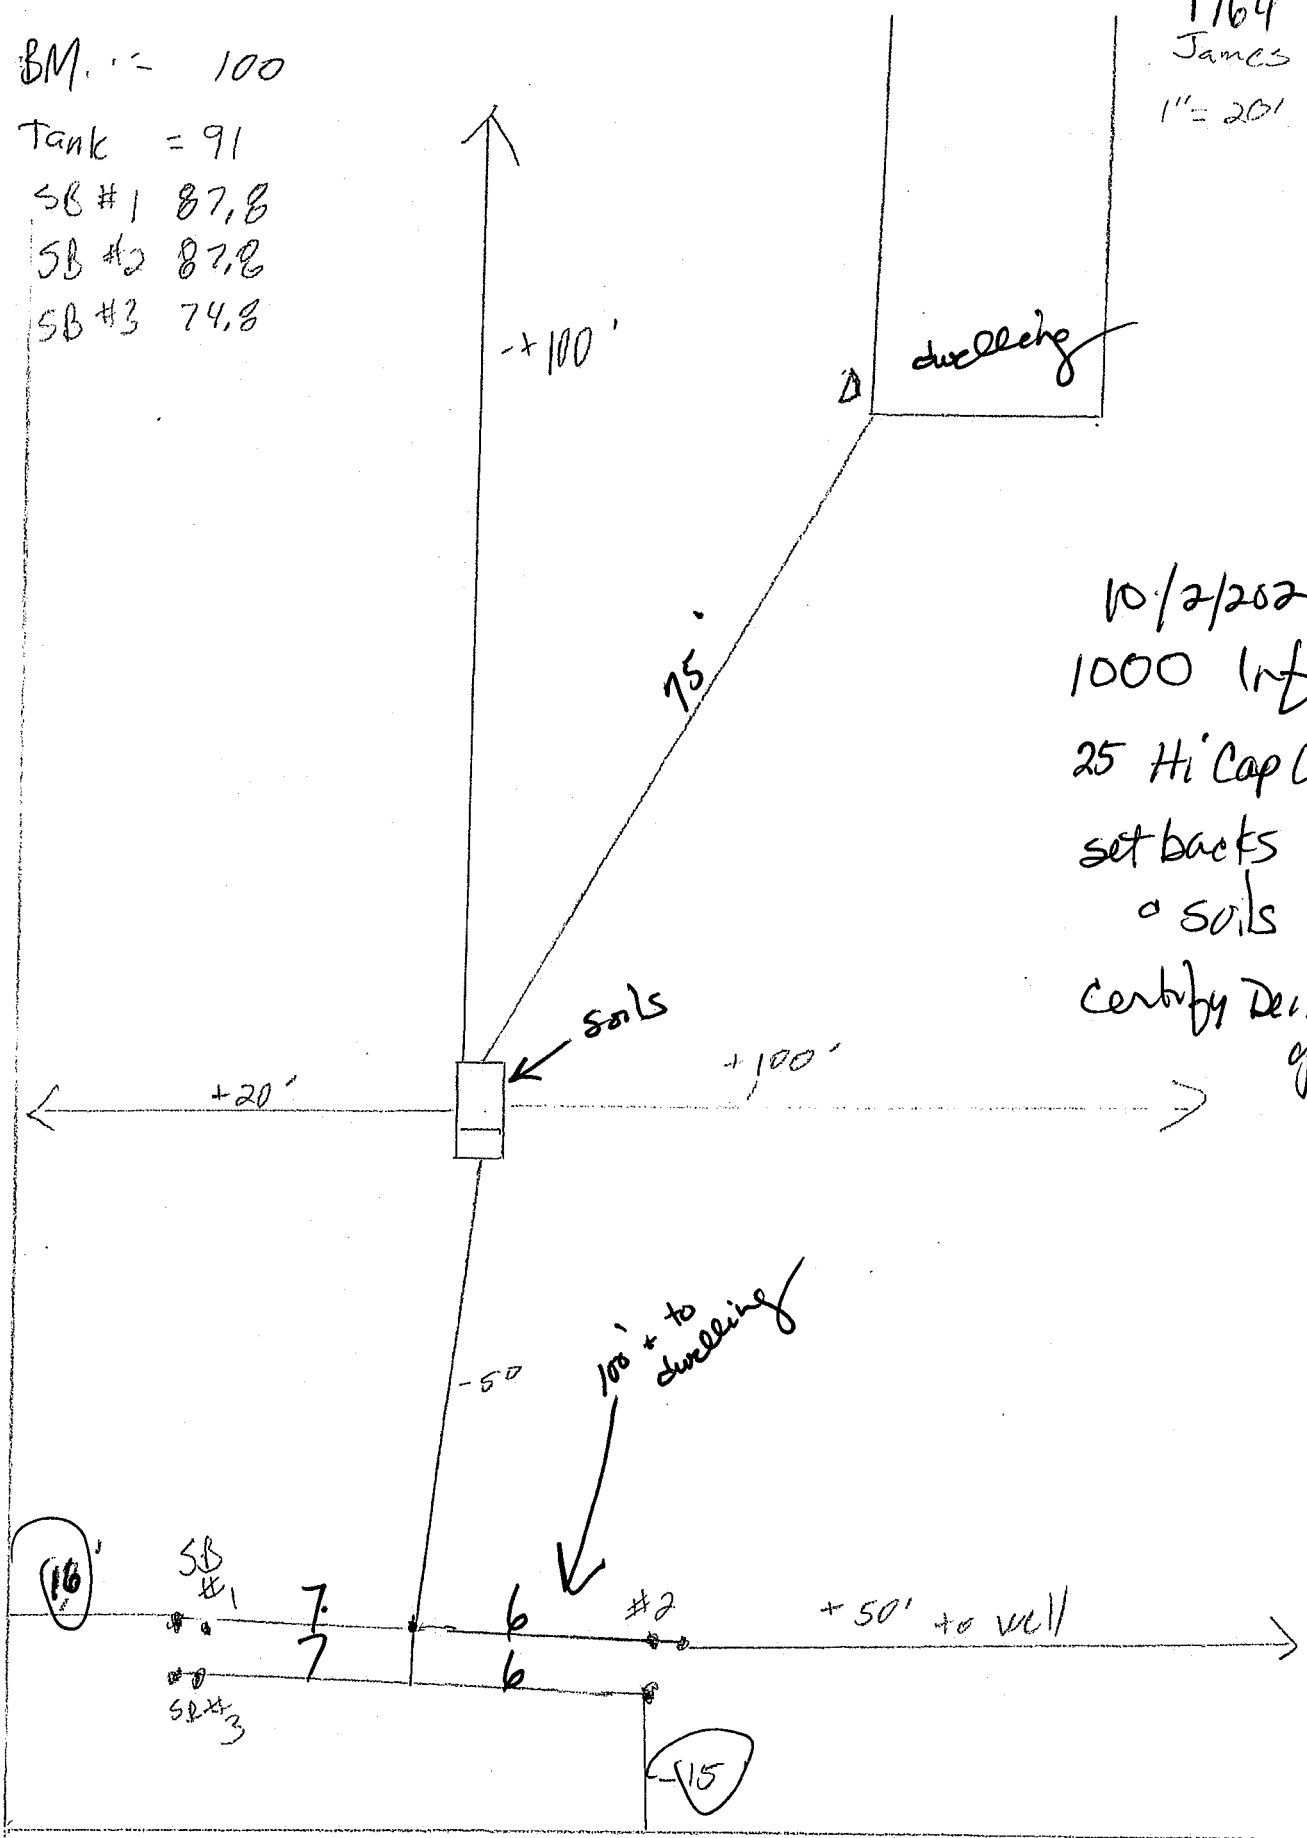 1764
James
1" = 20'
BM. = 100
Tank = 91
SB #1 87.8
SB #2 87.8
SB #3 74.8
+100'
dwelling
75'
10/2/202
1000 Inf
25 Hi Cap C
set backs
soils
Certify Des
soils
+20'
+100'
-50
100' + to
dwelling
16'
SB
#1
7
6
#2
+50' to well
7
6
SB #3
15